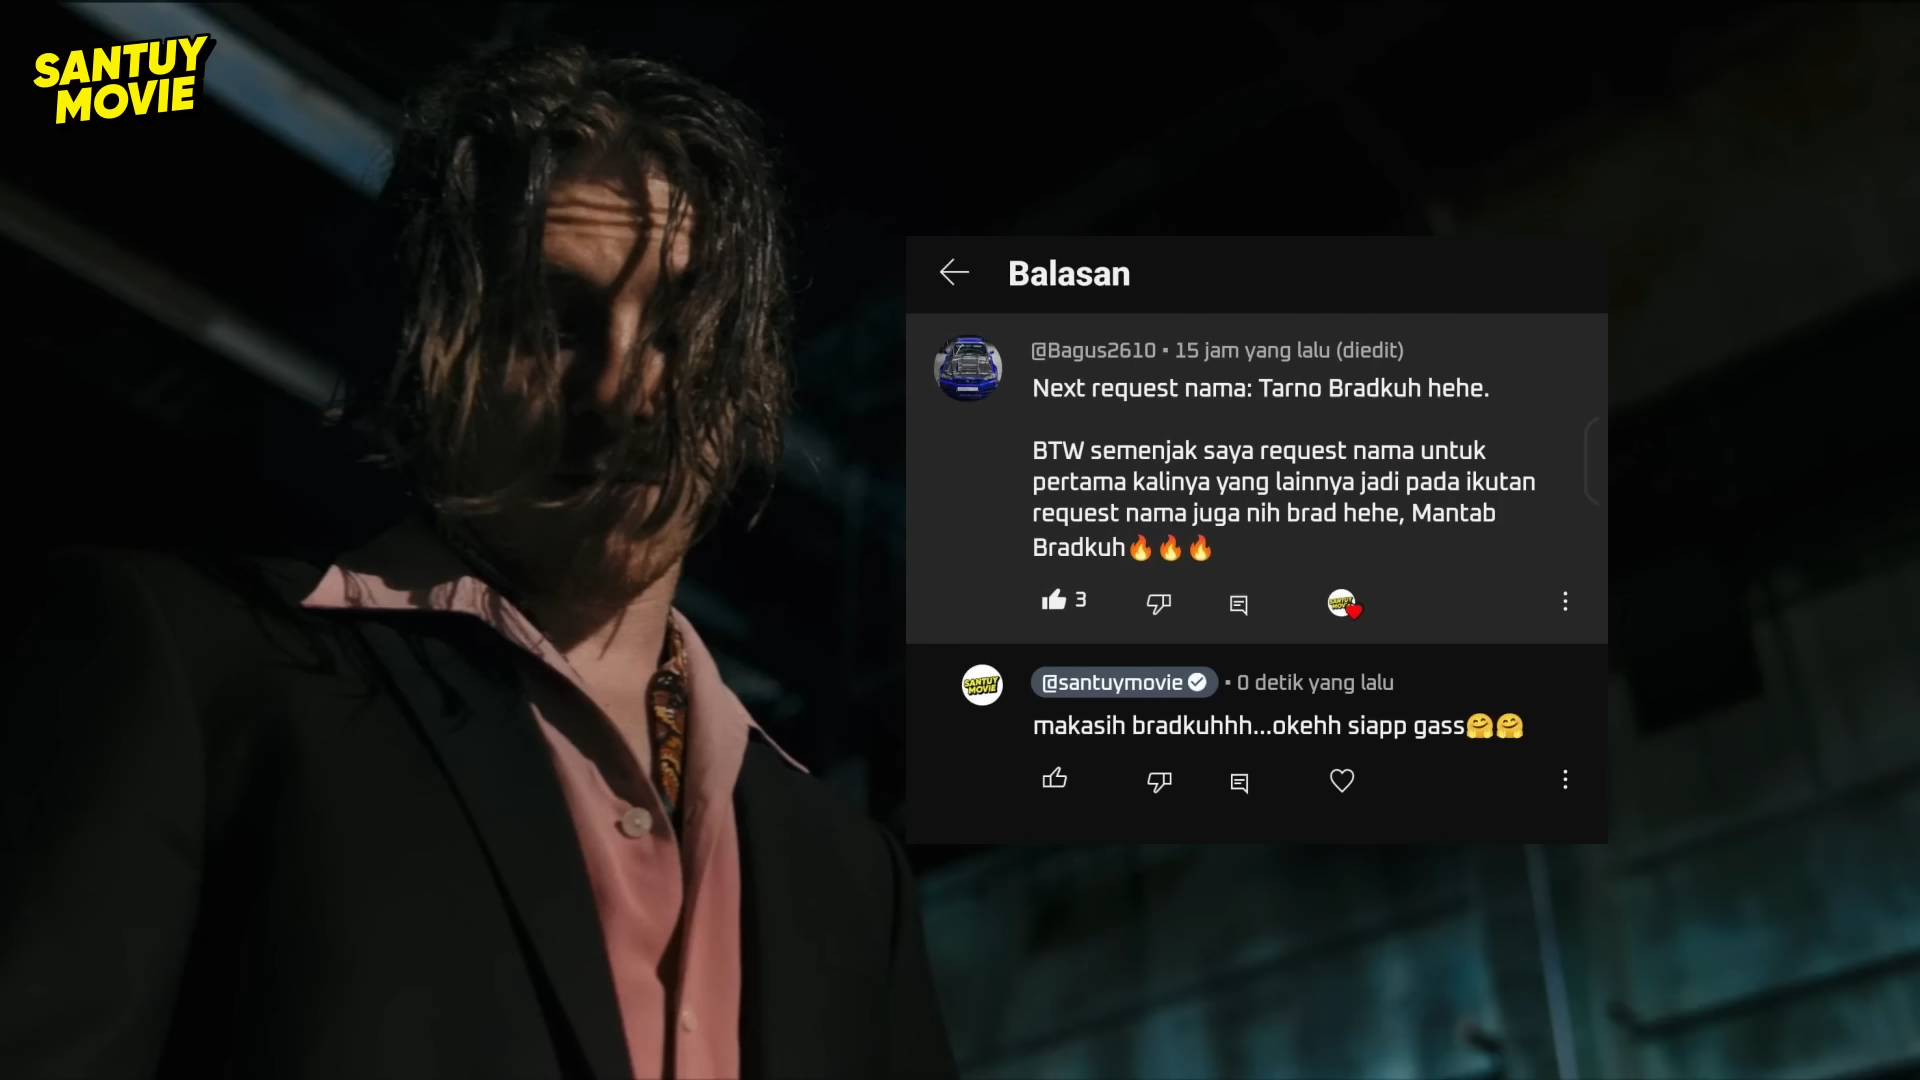 SANTUY
MOVIE
Balasan
@Bagus2610 • 15 jam yang lalu (diedit)
Next request nama: Tarno Bradkuh hehe.
BTW semenjak saya request nama untuk
pertama kalinya yang lainnya jadi pada ikutan
request nama juga nih brad hehe, Mantab
Bradkuh🔥🔥🔥
3
SANTUY
MOVIE
@santuymovie • 0 detik yang lalu
makasih bradkuhhh...okehh siapp gass🤗🤗